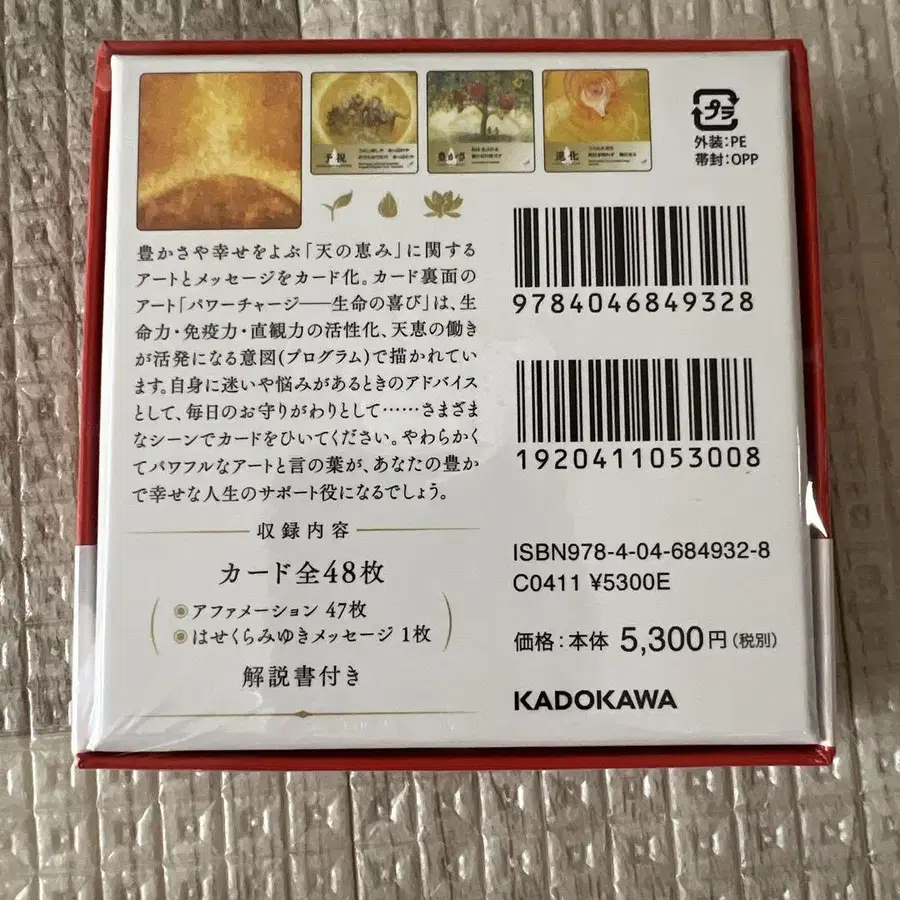 予祝
豊かさ
進化
プラ
外装:PE
帯封:OPP
豊かさや幸せをよぶ「天の恵み」に関する
アートとメッセージをカード化。カード裏面の
アート「パワーチャージ——生命の喜び」は、生
命力・免疫力・直観力の活性化、天恵の働き
が活発になる意図(プログラム)で描かれてい
ます。自身に迷いや悩みがあるときのアドバイス
として、毎日のお守りがわりとして……さまざま
なシーンでカードをひいてください。やわらかく
てパワフルなアートと言の葉が、あなたの豊か
で幸せな人生のサポート役になるでしょう。
収録内容
カード全48枚
アファメーション 47枚
はせくらみゆきメッセージ 1枚
解説書付き
9784046849328
1920411053008
ISBN978-4-04-684932-8
C0411 ¥5300E
価格:本体 5,300円(税別)
KADOKAWA